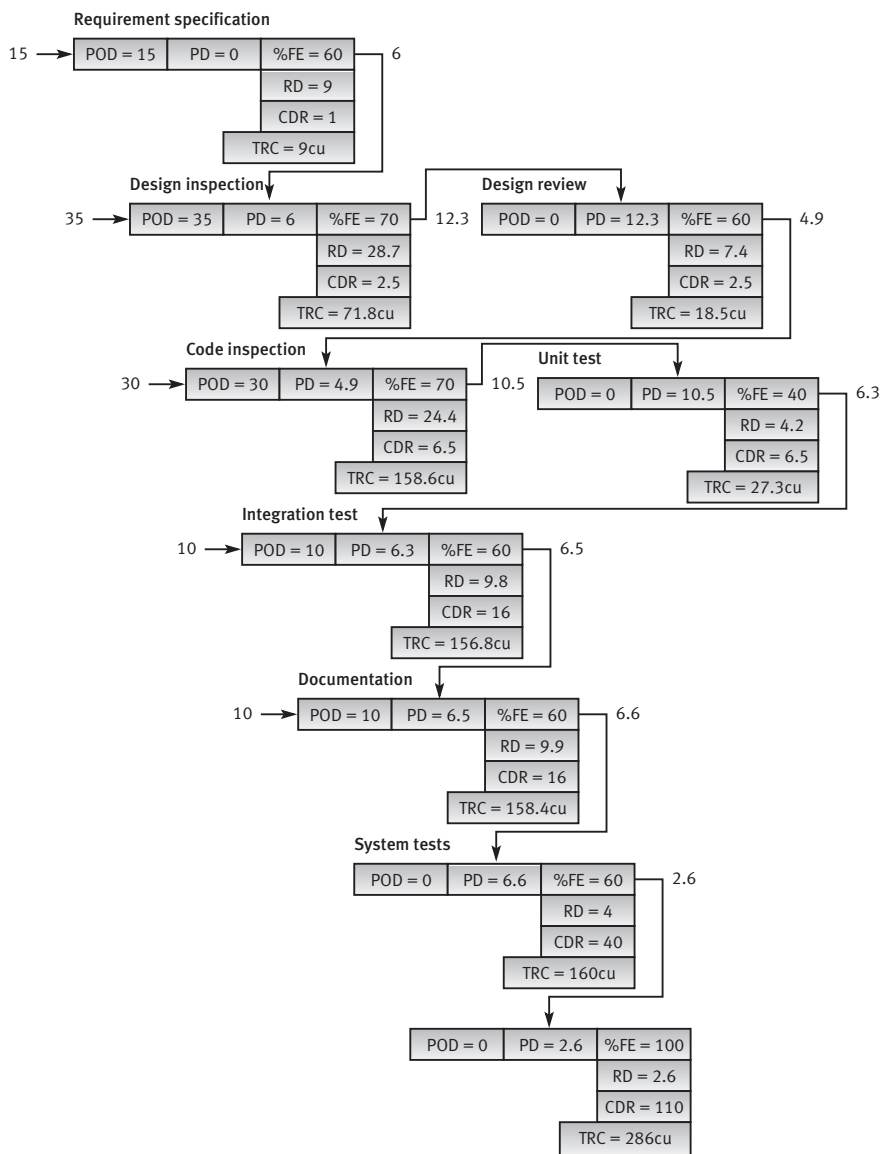 Requirement specification
15 POD = 15 PD = 0 %FE = 60 6
RD = 9
CDR = 1
TRC = 9cu
Design inspection Design review
35 POD = 35 PD = 6 %FE = 70 12.3 POD = 0 PD = 12.3 %FE = 60 4.9
RD = 28.7 RD = 7.4
CDR = 2.5 CDR = 2.5
TRC = 71.8cu TRC = 18.5cu
Code inspection Unit test
30 POD = 30 PD = 4.9 %FE = 70 10.5 POD = 0 PD = 10.5 %FE = 40 6.3
RD = 24.4 RD = 4.2
CDR = 6.5 CDR = 6.5
TRC = 158.6cu TRC = 27.3cu
Integration test
10 POD = 10 PD = 6.3 %FE = 60 6.5
RD = 9.8
CDR = 16
TRC = 156.8cu
Documentation
10 POD = 10 PD = 6.5 %FE = 60 6.6
RD = 9.9
CDR = 16
TRC = 158.4cu
System tests
POD = 0 PD = 6.6 %FE = 60 2.6
RD = 4
CDR = 40
TRC = 160cu
POD = 0 PD = 2.6 %FE = 100
RD = 2.6
CDR = 110
TRC = 286cu